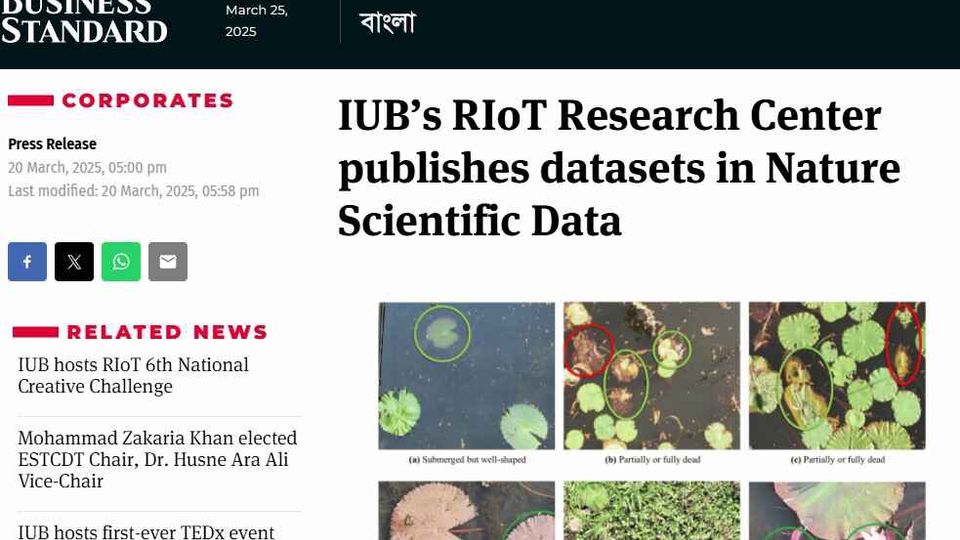 BUSINESS
STANDARD
March 25,
2025
বাংলা
CORPORATES
Press Release
20 March, 2025, 05:00 pm
Last modified: 20 March, 2025, 05:58 pm
RELATED NEWS
IUB hosts RIoT 6th National
Creative Challenge
Mohammad Zakaria Khan elected
ESTCDT Chair, Dr. Husne Ara Ali
Vice-Chair
IUB hosts first-ever TEDx event
IUB’s RIoT Research Center
publishes datasets in Nature
Scientific Data
(a) Submerged but well-shaped
(b) Partially or fully dead
(c) Partially or fully dead